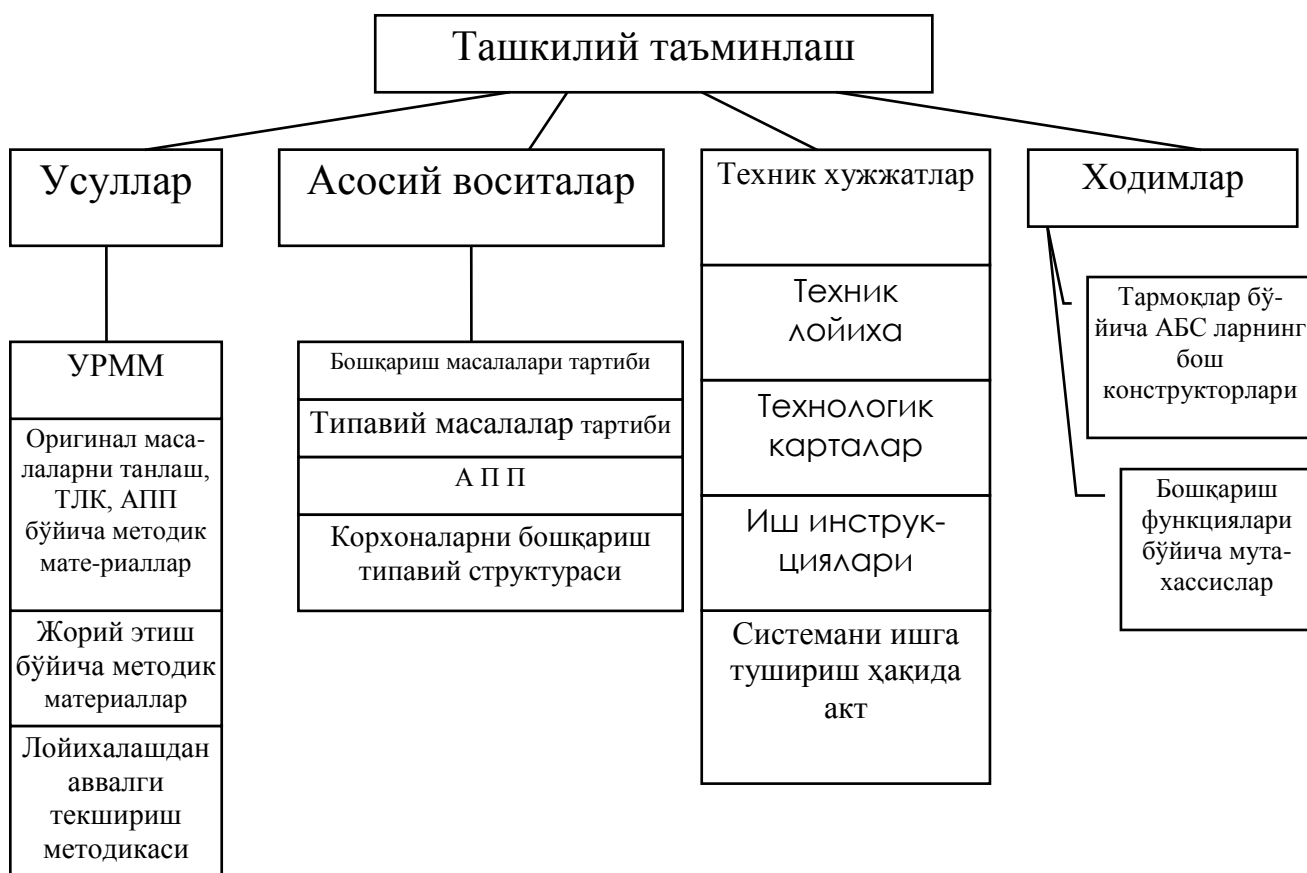 Ташкилий таъминлаш
Усуллар
Асосий воситалар
Техник хужжатлар
Ходимлар
УРММ
Оригинал маса-
лаларни танлаш,
ТЛК, АПП
бўйича методик
мате-риаллар
Жорий этиш
бўйича методик
материаллар
Лойихалашдан
аввалги
текшириш
методикаси
Бошқариш масалалари тартиби
Типавий масалалар тартиби
А П П
Корхоналарни бошқариш
типавий структураси
Техник
лойиха
Технологик
карталар
Иш инструк-
циялари
Системани ишга
тушириш ҳақида
акт
Тармоқлар бў-
йича АБС ларнинг
бош
конструкторлари
Бошқариш
функциялари
бўйича мута-
хассислар